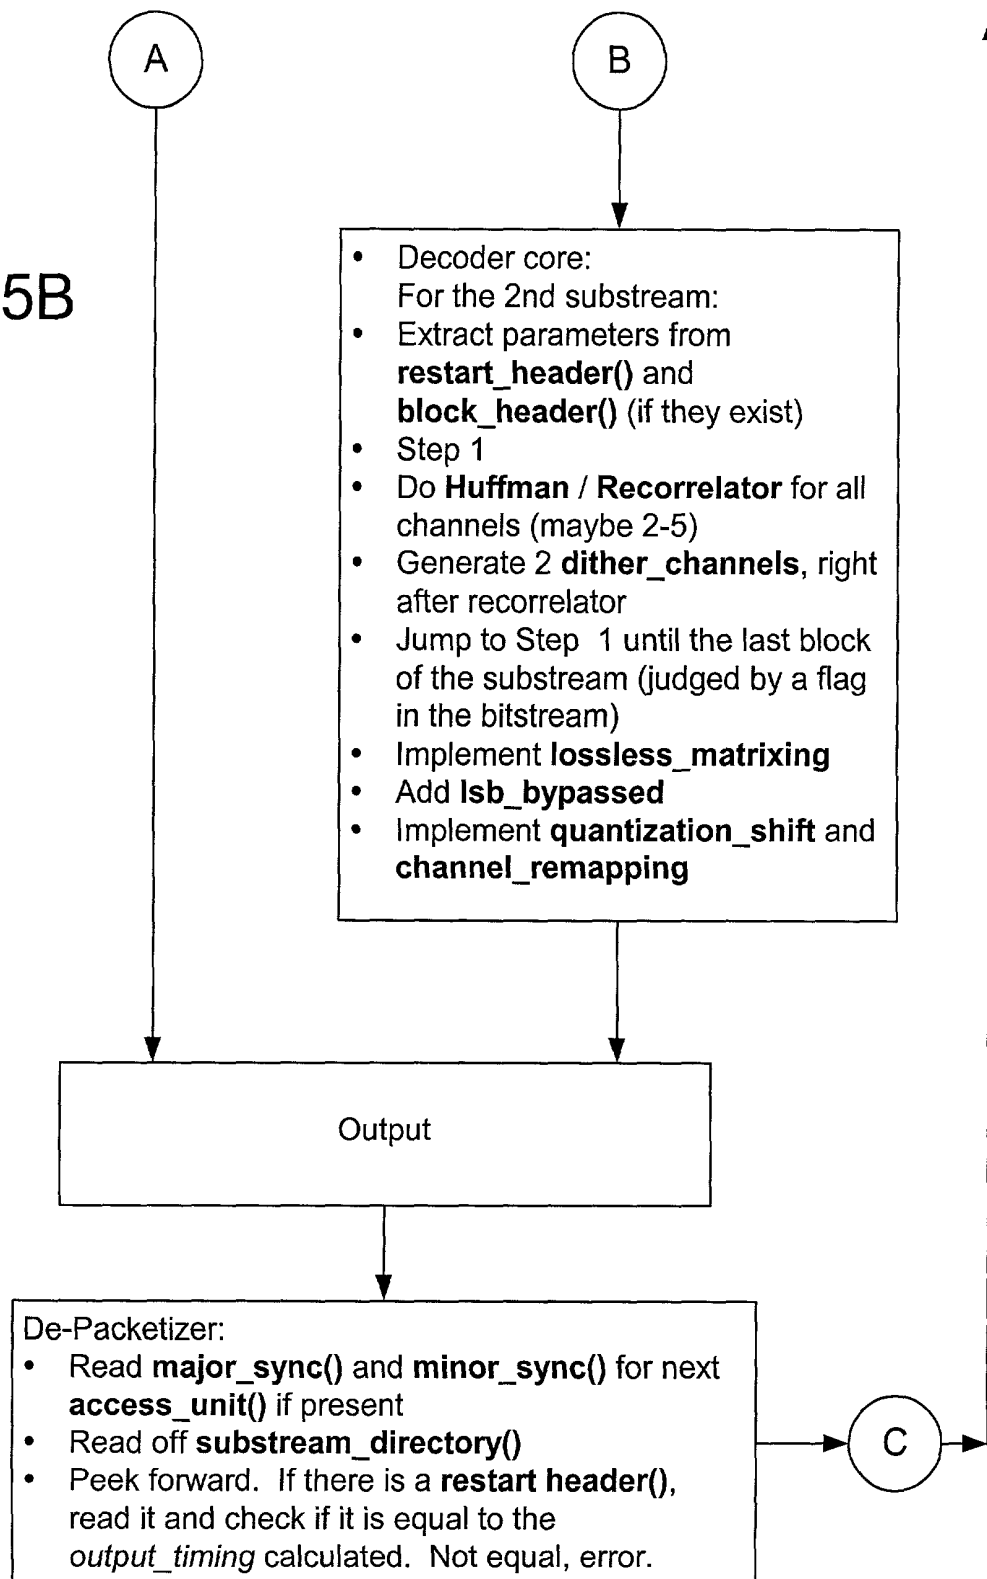 A
B
5B
• Decoder core:
For the 2nd substream:
• Extract parameters from
restart_header() and
block_header() (if they exist)
• Step 1
• Do Huffman / Recorrelator for all
channels (maybe 2-5)
• Generate 2 dither_channels, right
after recorrelator
• Jump to Step 1 until the last block
of the substream (judged by a flag
in the bitstream)
• Implement lossless_matrixing
• Add lsb_bypassed
• Implement quantization_shift and
channel_remapping
Output
De-Packetizer:
• Read major_sync() and minor_sync() for next
access_unit() if present
• Read off substream_directory()
• Peek forward. If there is a restart header(),
read it and check if it is equal to the
output_timing calculated. Not equal, error.
C